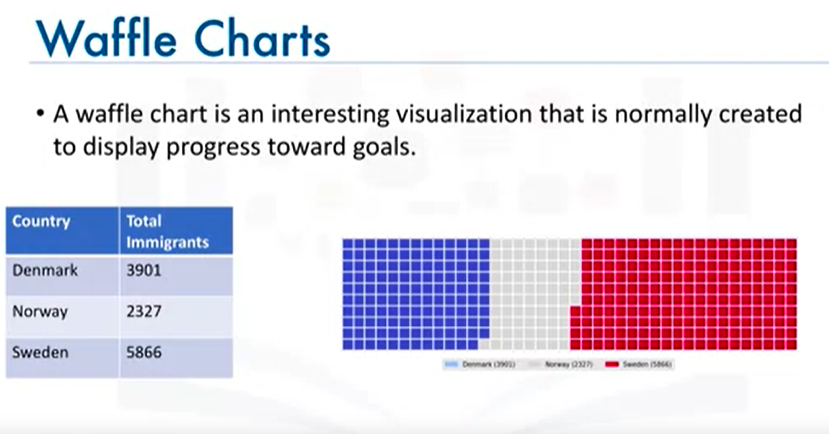 Waffle Charts
• A waffle chart is an interesting visualization that is normally created
to display progress toward goals.
Country Total
Immigrants
Denmark 3901
Norway 2327
Sweden 5866
Denmark (3901) Norway (2327) Sweden (5866)